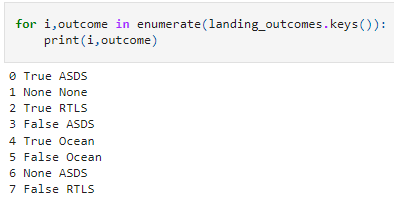 for i,outcome in enumerate(landing_outcomes.keys()):
    print(i,outcome)
0 True ASDS
1 None None
2 True RTLS
3 False ASDS
4 True Ocean
5 False Ocean
6 None ASDS
7 False RTLS